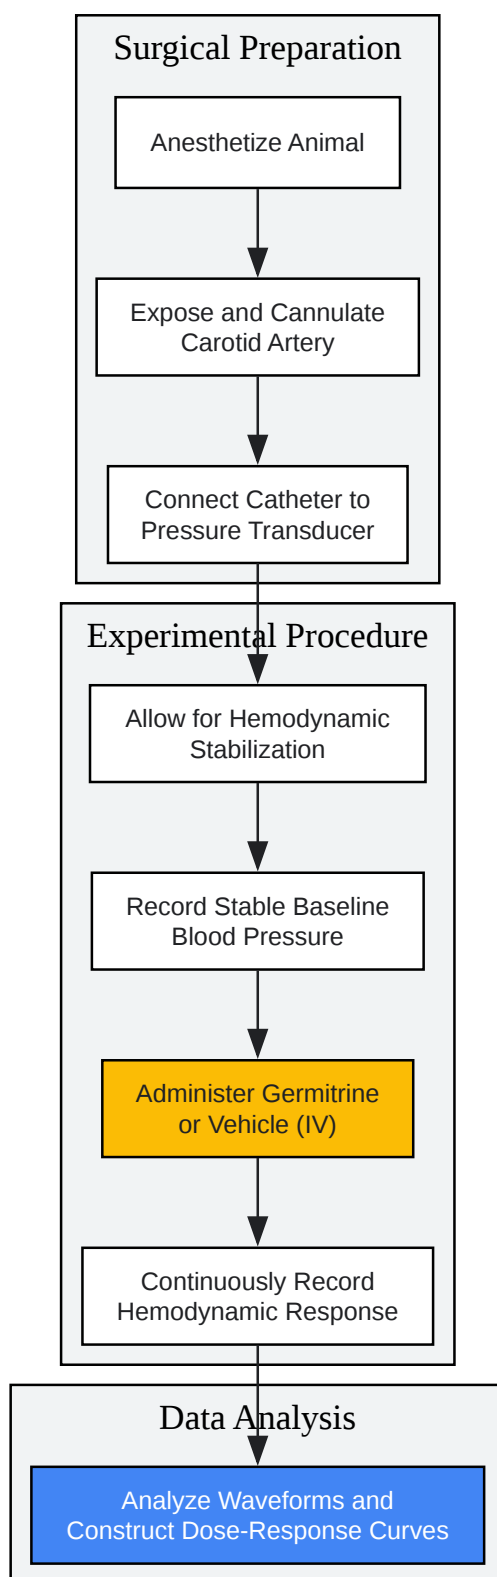 Surgical Preparation
Anesthetize Animal
Expose and Cannulate
Carotid Artery
Connect Catheter to
Pressure Transducer
Experimental Procedure
Allow for Hemodynamic
Stabilization
Record Stable Baseline
Blood Pressure
Administer Germitrine
or Vehicle (IV)
Continuously Record
Hemodynamic Response
Data Analysis
Analyze Waveforms and
Construct Dose-Response Curves